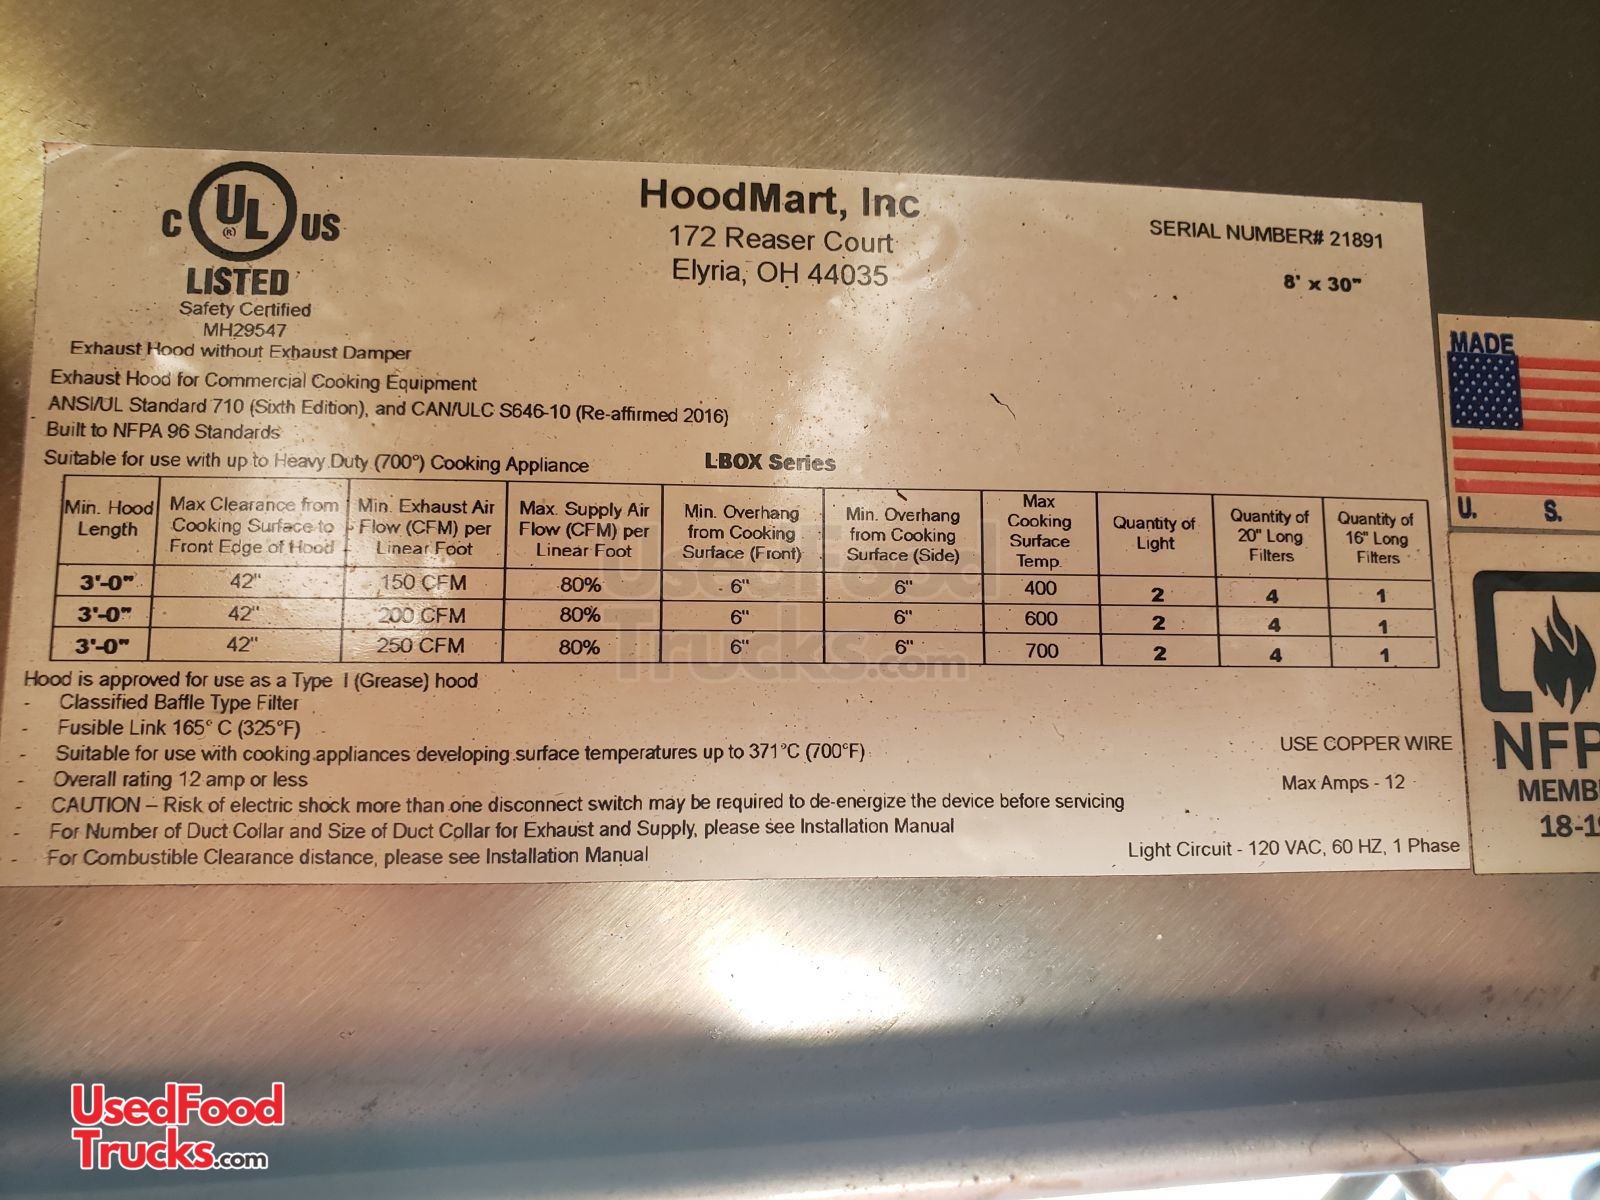 C UL US
(R)
LISTED
Safety Certified
MH29547
HoodMart, Inc
172 Reaser Court
Elyria, OH 44035
SERIAL NUMBER# 21891
8' x 30"
Exhaust Hood without Exhaust Damper
Exhaust Hood for Commercial Cooking Equipment
ANSI/UL Standard 710 (Sixth Edition), and CAN/ULC S646-10 (Re-affirmed 2016)
Built to NFPA 96 Standards
Suitable for use with up to Heavy Duty (700°) Cooking Appliance
LBOX Series
Min. Hood Length Max Clearance from Cooking Surface to Front Edge of Hood Min. Exhaust Air Flow (CFM) per Linear Foot Max. Supply Air Flow (CFM) per Linear Foot Min. Overhang from Cooking Surface (Front) Min. Overhang from Cooking Surface (Side) Max Cooking Surface Temp. Quantity of Light Quantity of 20" Long Filters Quantity of 16" Long Filters
3'-0" 42" 150 CFM 80% 6" 6" 400 2 4 1
3'-0" 42" 200 CFM 80% 6" 6" 600 2 4 1
3'-0" 42" 250 CFM 80% 6" 6" 700 2 4 1
Hood is approved for use as a Type I (Grease) hood
- Classified Baffle Type Filter
- Fusible Link 165° C (325°F)
- Suitable for use with cooking appliances developing surface temperatures up to 371°C (700°F)
- Overall rating 12 amp or less
- CAUTION – Risk of electric shock more than one disconnect switch may be required to de-energize the device before servicing
- For Number of Duct Collar and Size of Duct Collar for Exhaust and Supply, please see Installation Manual
- For Combustible Clearance distance, please see Installation Manual
USE COPPER WIRE
Max Amps - 12
Light Circuit - 120 VAC, 60 HZ, 1 Phase
MADE
U. S.
NFP
MEMB
18-1
UsedFood
Trucks.com
UsedFood
Trucks.com